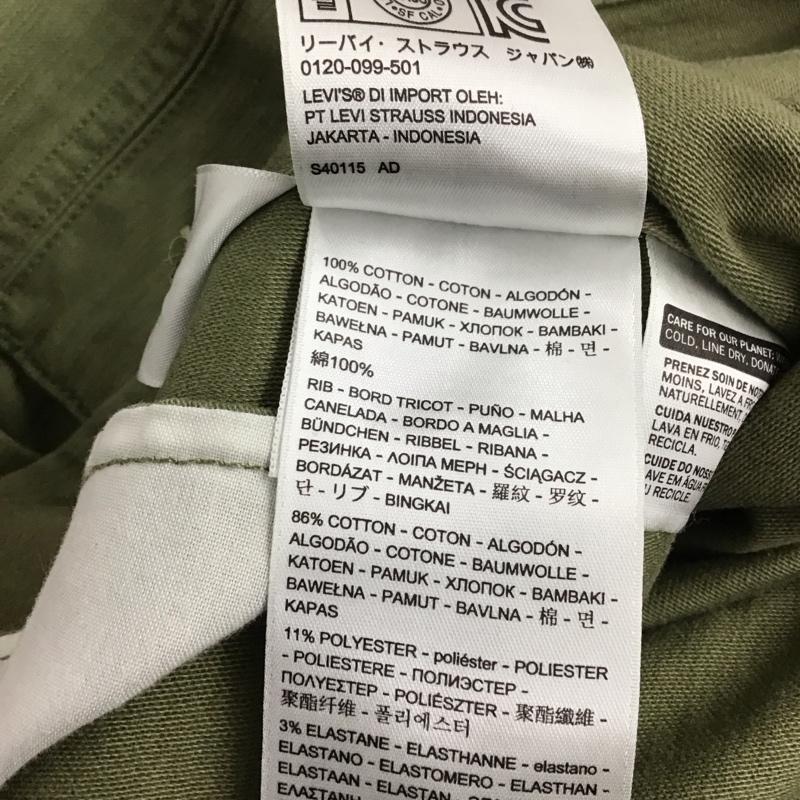 SF CAL
リーバイ・ストラウス ジャパン㈱
0120-099-501
LEVI'S® DI IMPORT OLEH:
PT LEVI STRAUSS INDONESIA
JAKARTA - INDONESIA
S40115 AD
100% COTTON - COTON - ALGODÓN -
ALGODÃO - COTONE - BAUMWOLLE -
KATOEN - PAMUK - ХЛОПОК - BAMBAKI -
BAWEŁNA - PAMUT - BAVLNA - 棉 - 면 -
KAPAS
綿100%
RIB - BORD TRICOT - PUÑO - MALHA
CANELADA - BORDO A MAGLIA -
BÜNDCHEN - RIBBEL - RIBANA -
РЕЗИНКА - ΛΟΙΠΑ ΜΕΡΗ - ŚCIĄGACZ -
BORDÁZAT - MANŽETA - 羅紋 - 罗纹 -
단 - リブ - BINGKAI
86% COTTON - COTON - ALGODÓN -
ALGODÃO - COTONE - BAUMWOLLE -
KATOEN - PAMUK - ХЛОПОК - BAMBAKI -
BAWEŁNA - PAMUT - BAVLNA - 棉 - 면 -
KAPAS
11% POLYESTER - poliéster - POLIESTER
- POLIESTERE - ПОЛИЭСТЕР -
ΠΟΛΥΕΣΤΕΡ - POLIÉSZTER - 聚酯纖維 -
聚酯纤维 - 폴리에스터
3% ELASTANE - ELASTHANNE - elastano -
ELASTANO - ELASTOMERO - ELASTHAN -
ELASTAAN - ELASTAN -
CARE FOR OUR PLANET:
COLD, LINE DRY,
PRENEZ SOIN DE
MOINS, LAVEZ À
NATURELLEMENT,
CUIDA NUESTRO
LAVA EN FRIO,
RECICLA.
CUIDE DO
AVE EM ÁGUA
U RECICLE